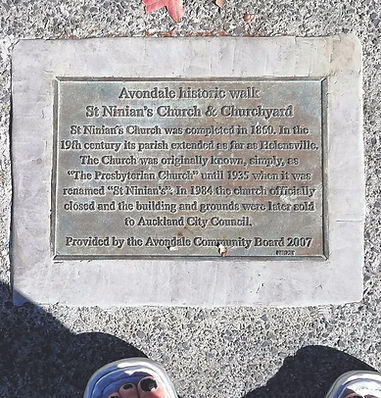 Avondale historic walk
St Ninian's Church & Churchyard
St Ninian's Church was completed in 1860. In the
19th century its parish extended as far as Helensville.
The Church was originally known, simply, as
"The Presbyterian Church" until 1935 when it was
renamed "St Ninian's". In 1984 the church officially
closed and the building and grounds were later sold
to Auckland City Council.
Provided by the Avondale Community Board 2007